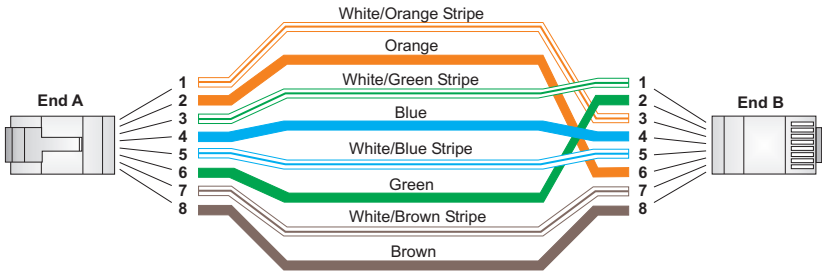 White/Orange Stripe
Orange
White/Green Stripe
Blue
White/Blue Stripe
Green
White/Brown Stripe
Brown
End A
1
2
3
4
5
6
7
8
1
2
3
4
5
6
7
8
End B